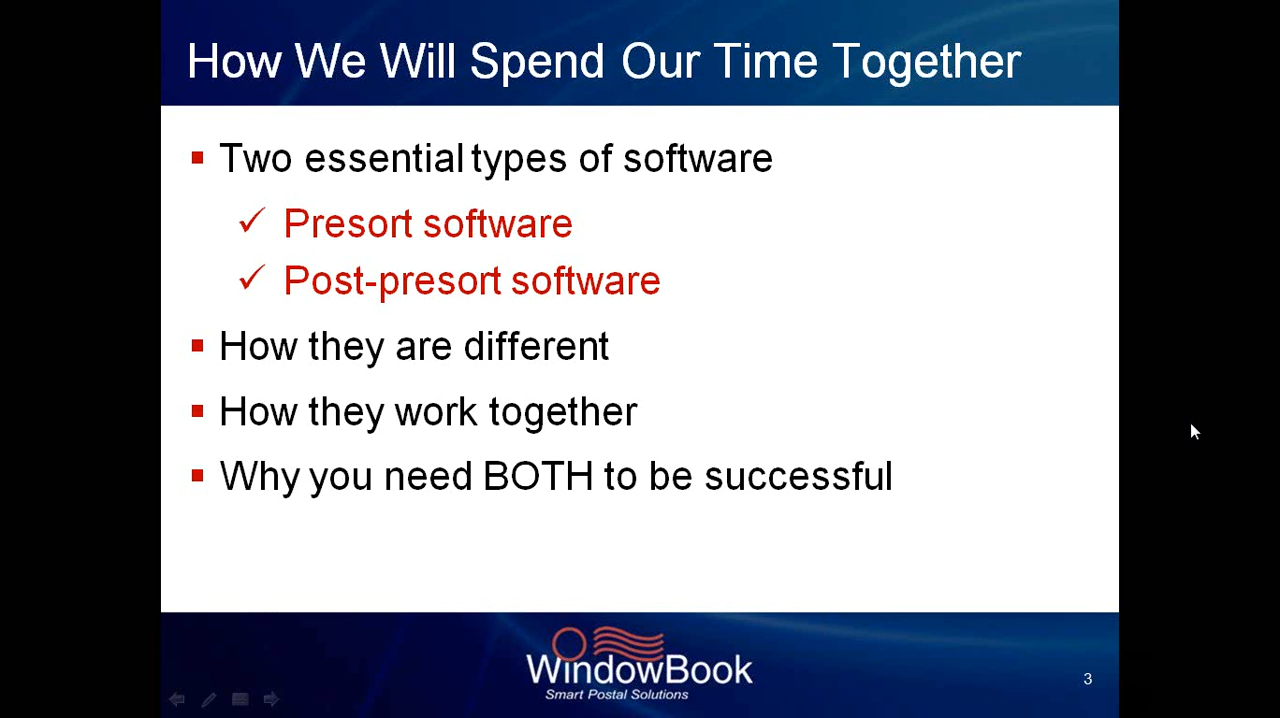 How We Will Spend Our Time Together
Two essential types of software
Presort software
Post-presort software
How they are different
How they work together
Why you need BOTH to be successful
WindowBook
Smart Postal Solutions
3